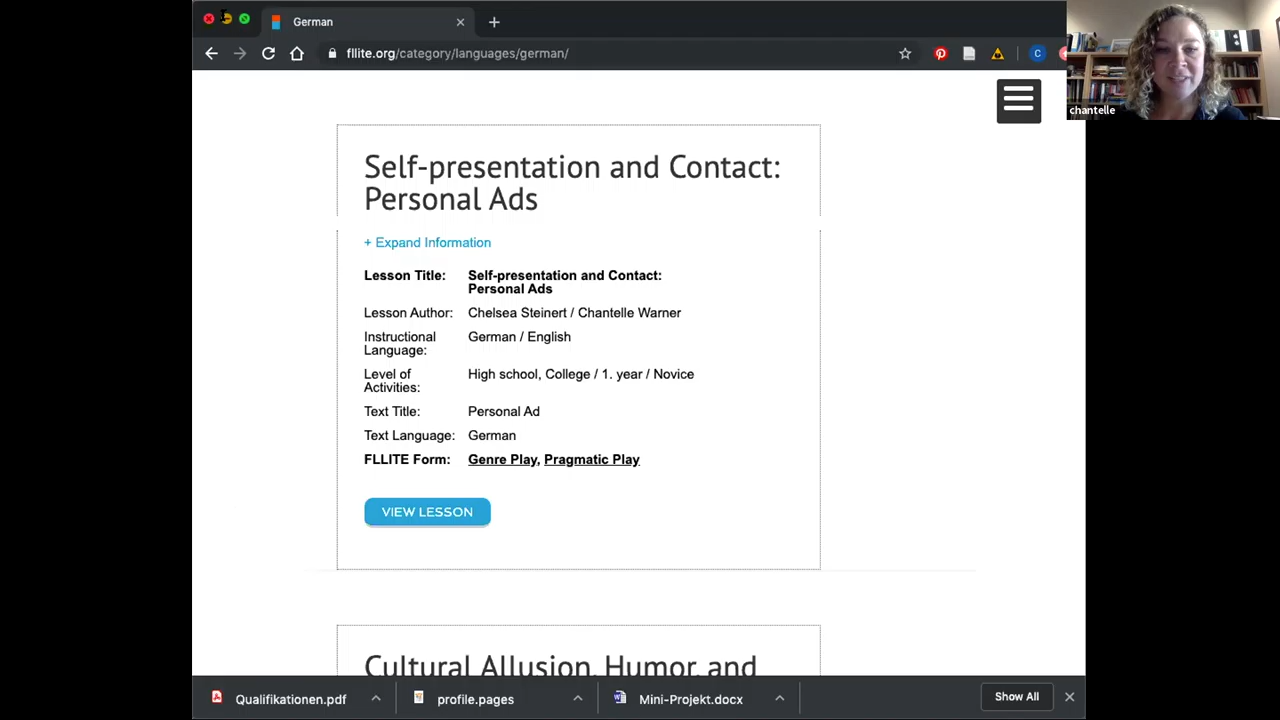 German
fllite.org/category/languages/german/
C
chantelle
Self-presentation and Contact:
Personal Ads
+ Expand Information
Lesson Title: Self-presentation and Contact:
Personal Ads
Lesson Author: Chelsea Steinert / Chantelle Warner
Instructional Language: German / English
Level of Activities: High school, College / 1. year / Novice
Text Title: Personal Ad
Text Language: German
FLLITE Form: Genre Play, Pragmatic Play
VIEW LESSON
Cultural Allusion, Humor, and
Qualifikationen.pdf
profile.pages
Mini-Projekt.docx
Show All